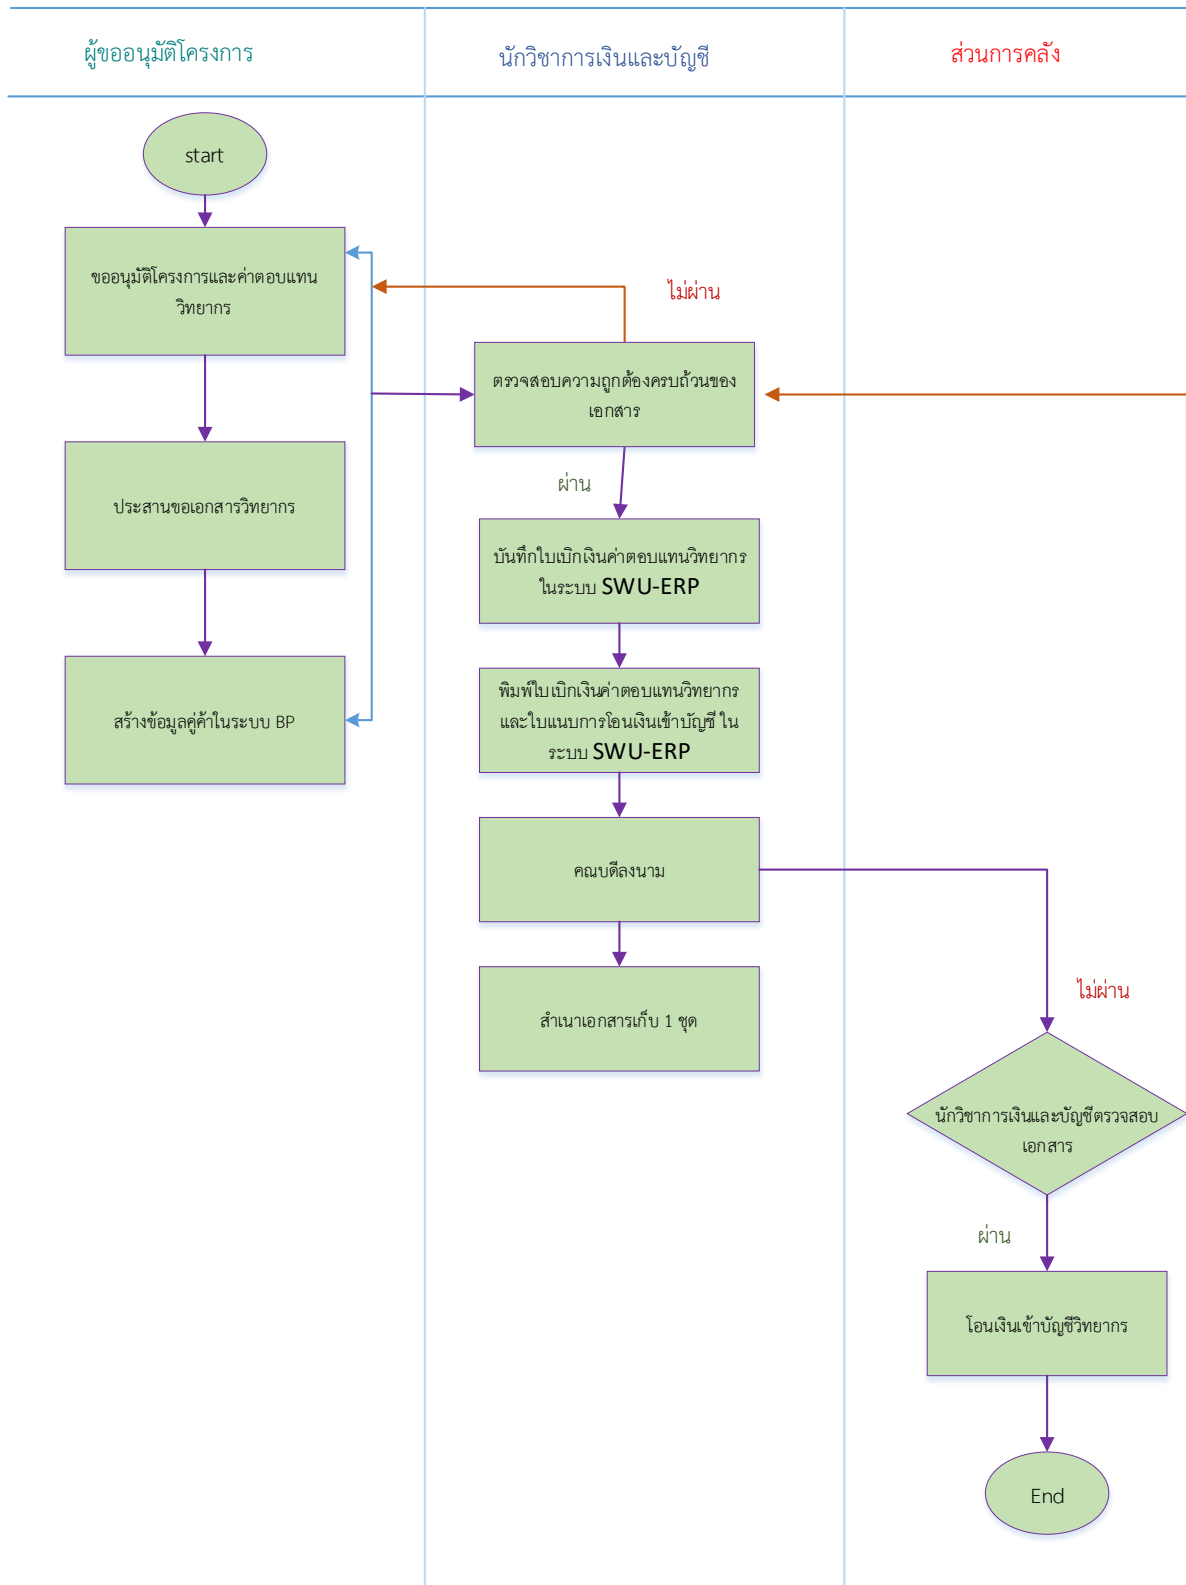 ผู้ขออนุมัติโครงการ
นักวิชาการเงินและบัญชี
ส่วนการคลัง
start
ขออนุมัติโครงการและค่าตอบแทน
วิทยากร
ประสานขอเอกสารวิทยากร
สร้างข้อมูลคู่ค้าในระบบ BP
ไม่ผ่าน
ตรวจสอบความถูกต้องครบถ้วนของ
เอกสาร
ผ่าน
บันทึกใบเบิกเงินค่าตอบแทนวิทยากร
ในระบบ SWU-ERP
พิมพ์ใบเบิกเงินค่าตอบแทนวิทยากร
และใบแนบการโอนเงินเข้าบัญชี ใน
ระบบ SWU-ERP
คณบดีลงนาม
สำเนาเอกสารเก็บ 1 ชุด
ไม่ผ่าน
นักวิชาการเงินและบัญชีตรวจสอบ
เอกสาร
ผ่าน
โอนเงินเข้าบัญชีวิทยากร
End